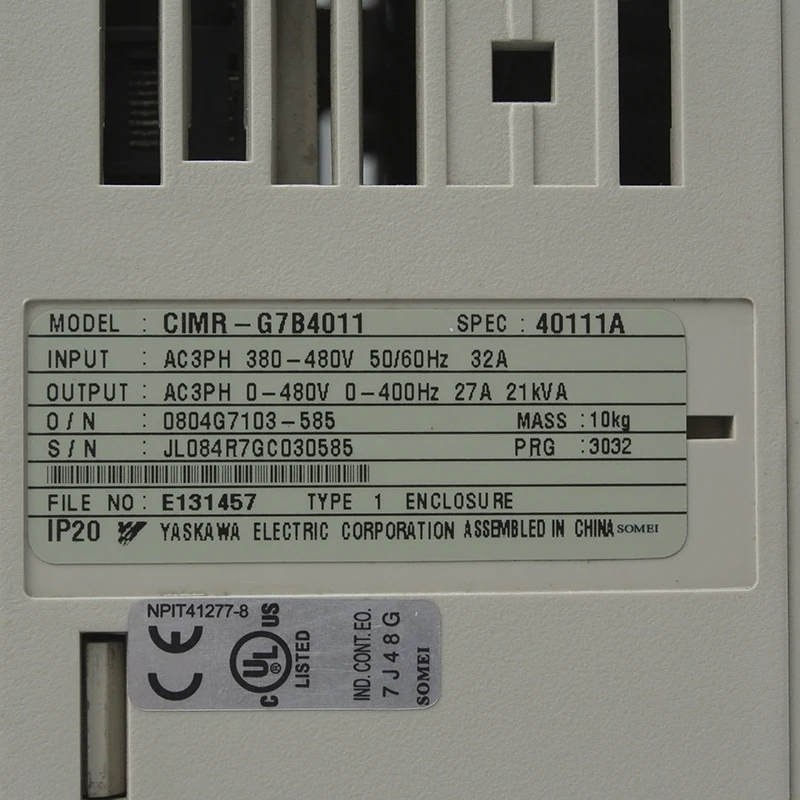 MODEL : CIMR-G7B4011 SPEC : 40111A
INPUT : AC3PH 380-480V 50/60Hz 32A
OUTPUT : AC3PH 0-480V 0-400Hz 27A 21kVA
O/N : 0804G7103-585 MASS : 10kg
S/N : JL084R7GC030585 PRG : 3032
FILE NO : E131457 TYPE 1 ENCLOSURE
IP20 YASKAWA ELECTRIC CORPORATION ASSEMBLED IN CHINA SOMEI
NPIT41277-8
CE
C UL US
®
LISTED
IND.CONT.EQ.
7J48G
SOMEI